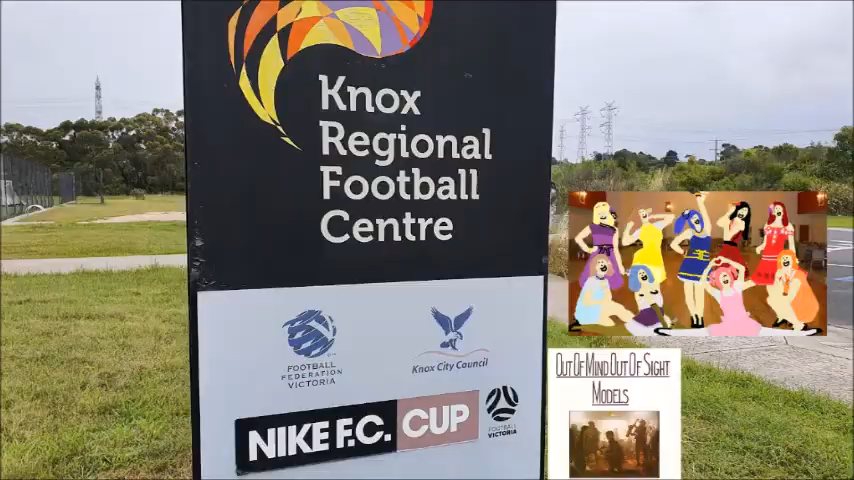 Knox
Regional
Football
Centre
FOOTBALL
FEDERATION
VICTORIA
KNOX CITY COUNCIL
NIKE F.C. CUP
FOOTBALL
VICTORIA
OUT OF MIND OUT OF SIGHT
MODELS